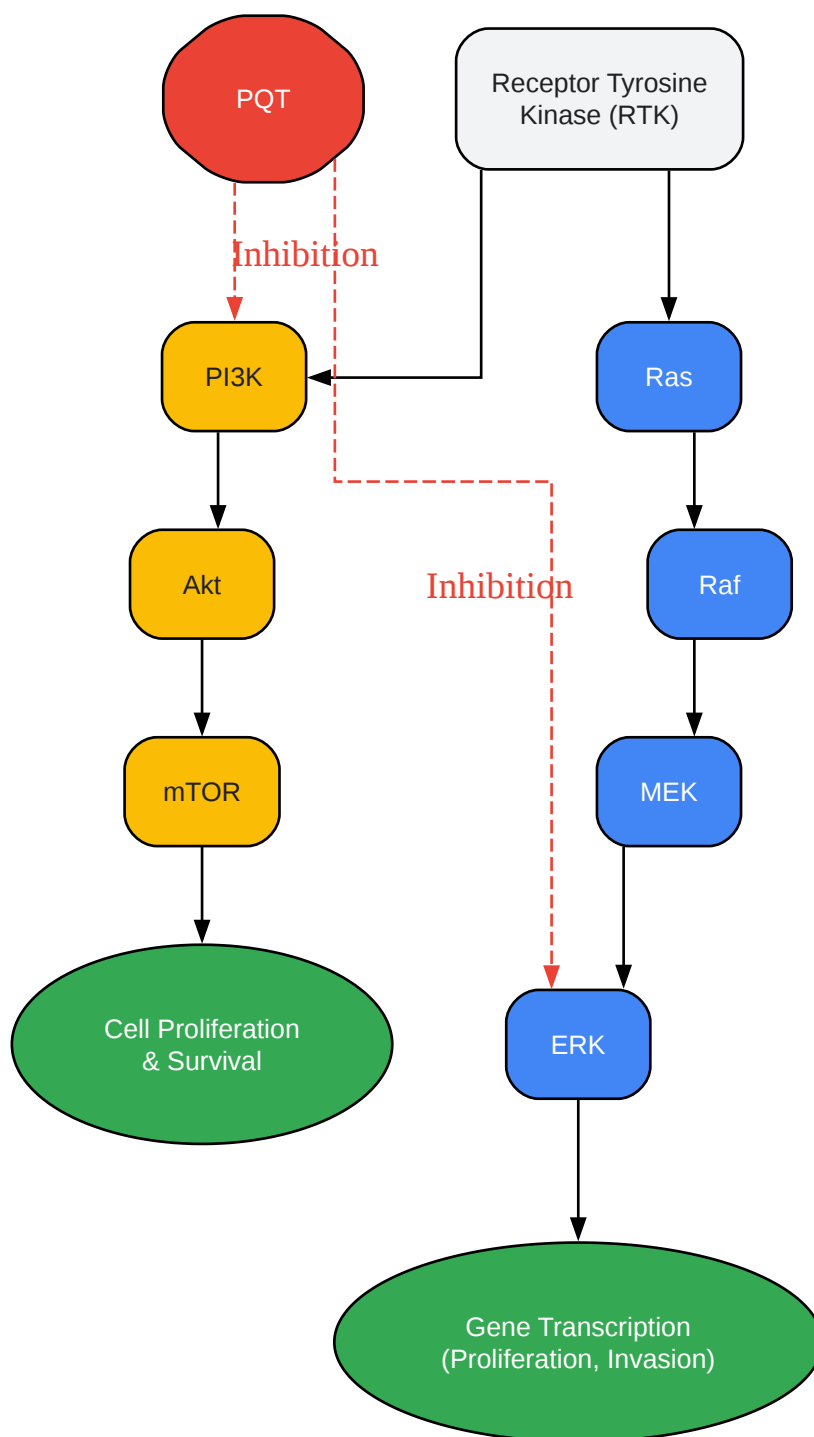 PQT
Receptor Tyrosine
Kinase (RTK)
Inhibition
PI3K
Ras
Akt
Inhibition
Raf
mTOR
MEK
Cell Proliferation
& Survival
ERK
Gene Transcription
(Proliferation, Invasion)